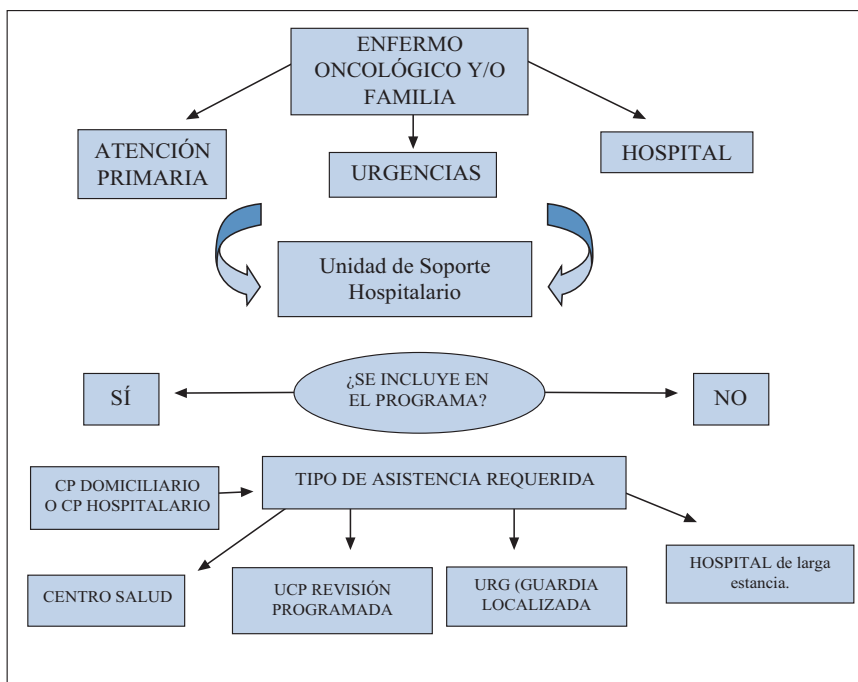 ENFERMO
ONCOLÓGICO Y/O
FAMILIA
ATENCIÓN
PRIMARIA
URGENCIAS
HOSPITAL
Unidad de Soporte
Hospitalario
¿SE INCLUYE EN
EL PROGRAMA?
SÍ
NO
CP DOMICILIARIO
O CP HOSPITALARIO
TIPO DE ASISTENCIA REQUERIDA
CENTRO SALUD
UCP REVISIÓN
PROGRAMADA
URG (GUARDIA
LOCALIZADA
HOSPITAL de larga
estancia.